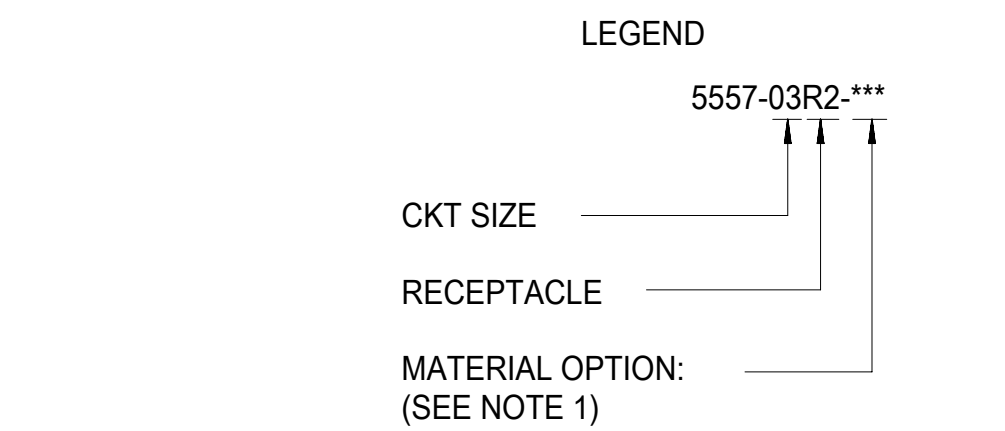 LEGEND
5557-03R2-***
CKT SIZE
RECEPTACLE
MATERIAL OPTION:
(SEE NOTE 1)